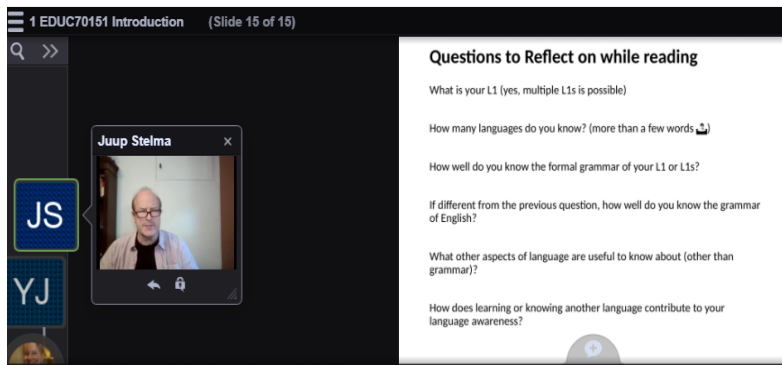 1 EDUC70151 Introduction (Slide 15 of 15)
Juup Stelma
JS
YJ
Questions to Reflect on while reading
What is your L1 (yes, multiple L1s is possible)
How many languages do you know? (more than a few words)
How well do you know the formal grammar of your L1 or L1s?
If different from the previous question, how well do you know the grammar
of English?
What other aspects of language are useful to know about (other than
grammar)?
How does learning or knowing another language contribute to your
language awareness?